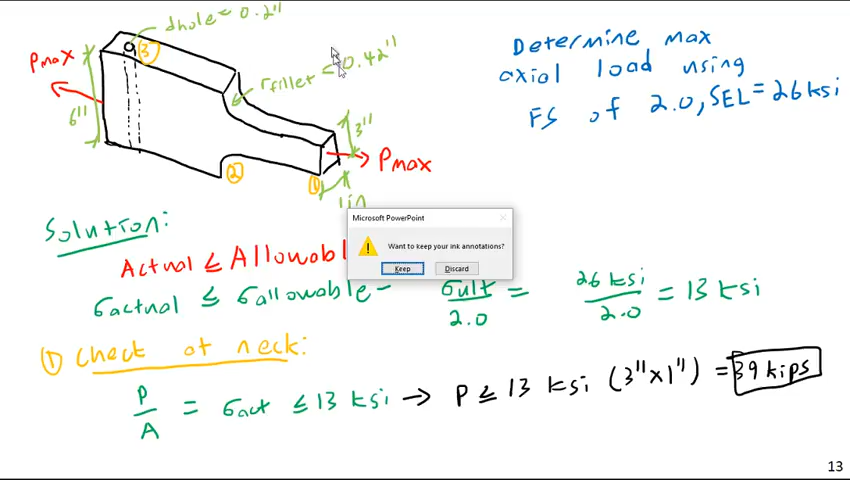 dhole = 0.2"
③
Pmax
rfillet = 0.42"
6"
3"
Pmax
②
①
1in
Determine max
axial load using
FS of 2.0, SEL = 26 ksi
Microsoft PowerPoint
Want to keep your ink annotations?
Keep Discard
Solution:
Actual ≤ Allowabl
σactual ≤ σallowable = σult/2.0 = 26 ksi/2.0 = 13 ksi
① Check at neck:
P/A = σact ≤ 13 ksi → P ≤ 13 ksi (3"x1") = 39 kips
13